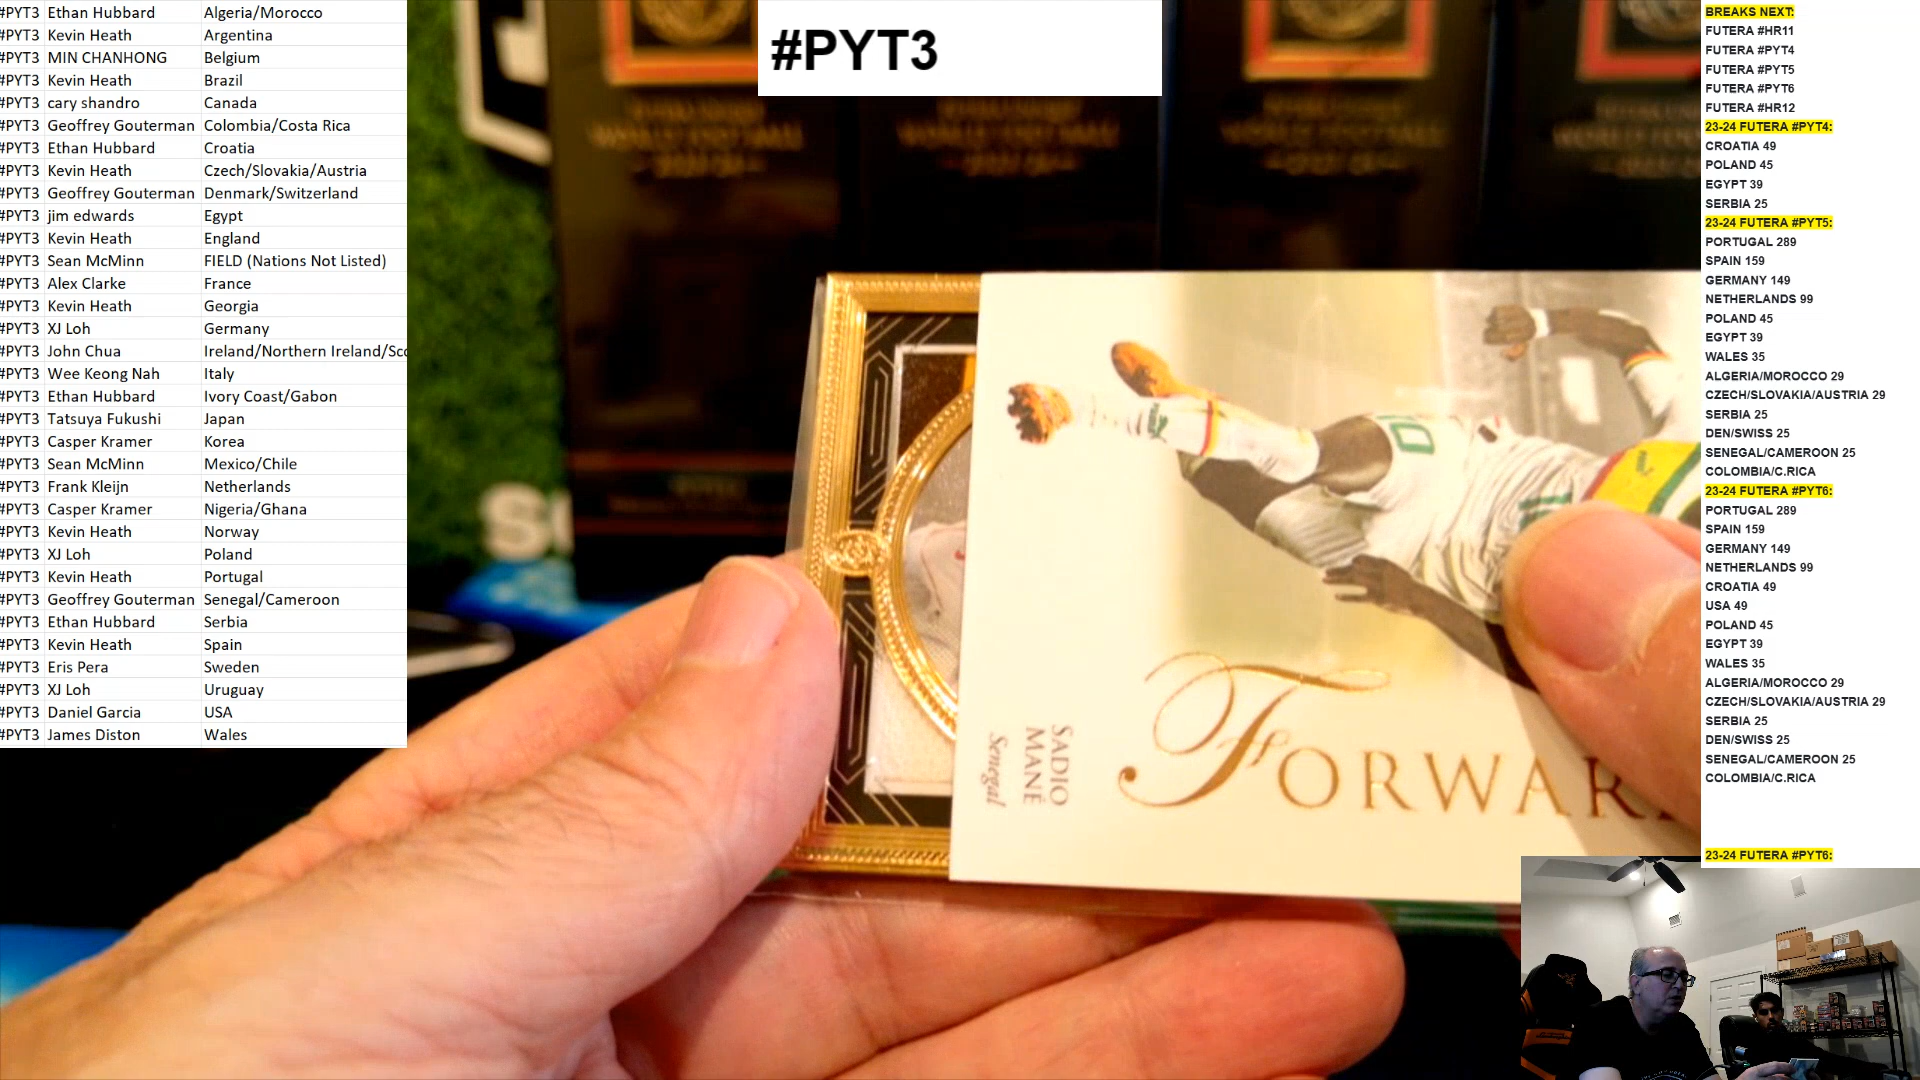 #PYT3 Ethan Hubbard Algeria/Morocco
#PYT3 Kevin Heath Argentina
#PYT3 MIN CHANHONG Belgium
#PYT3 Kevin Heath Brazil
#PYT3 cary shandro Canada
#PYT3 Geoffrey Gouterman Colombia/Costa Rica
#PYT3 Ethan Hubbard Croatia
#PYT3 Kevin Heath Czech/Slovakia/Austria
#PYT3 Geoffrey Gouterman Denmark/Switzerland
#PYT3 jim edwards Egypt
#PYT3 Kevin Heath England
#PYT3 Sean McMinn FIELD (Nations Not Listed)
#PYT3 Alex Clarke France
#PYT3 Kevin Heath Georgia
#PYT3 XJ Loh Germany
#PYT3 John Chua Ireland/Northern Ireland/Sco
#PYT3 Wee Keong Nah Italy
#PYT3 Ethan Hubbard Ivory Coast/Gabon
#PYT3 Tatsuya Fukushi Japan
#PYT3 Casper Kramer Korea
#PYT3 Sean McMinn Mexico/Chile
#PYT3 Frank Kleijn Netherlands
#PYT3 Casper Kramer Nigeria/Ghana
#PYT3 Kevin Heath Norway
#PYT3 XJ Loh Poland
#PYT3 Kevin Heath Portugal
#PYT3 Geoffrey Gouterman Senegal/Cameroon
#PYT3 Ethan Hubbard Serbia
#PYT3 Kevin Heath Spain
#PYT3 Eris Pera Sweden
#PYT3 XJ Loh Uruguay
#PYT3 Daniel Garcia USA
#PYT3 James Diston Wales
#PYT3
WORLD FOOTBALL
WORLD FOOTBALL
WORLD FOOTBALL
SADIO
MANÉ
Senegal
FORWAR
BREAKS NEXT:
FUTERA #HR11
FUTERA #PYT4
FUTERA #PYT5
FUTERA #PYT6
FUTERA #HR12
23-24 FUTERA #PYT4:
CROATIA 49
POLAND 45
EGYPT 39
SERBIA 25
23-24 FUTERA #PYT5:
PORTUGAL 289
SPAIN 159
GERMANY 149
NETHERLANDS 99
POLAND 45
EGYPT 39
WALES 35
ALGERIA/MOROCCO 29
CZECH/SLOVAKIA/AUSTRIA 29
SERBIA 25
DEN/SWISS 25
SENEGAL/CAMEROON 25
COLOMBIA/C.RICA
23-24 FUTERA #PYT6:
PORTUGAL 289
SPAIN 159
GERMANY 149
NETHERLANDS 99
CROATIA 49
USA 49
POLAND 45
EGYPT 39
WALES 35
ALGERIA/MOROCCO 29
CZECH/SLOVAKIA/AUSTRIA 29
SERBIA 25
DEN/SWISS 25
SENEGAL/CAMEROON 25
COLOMBIA/C.RICA
23-24 FUTERA #PYT6: